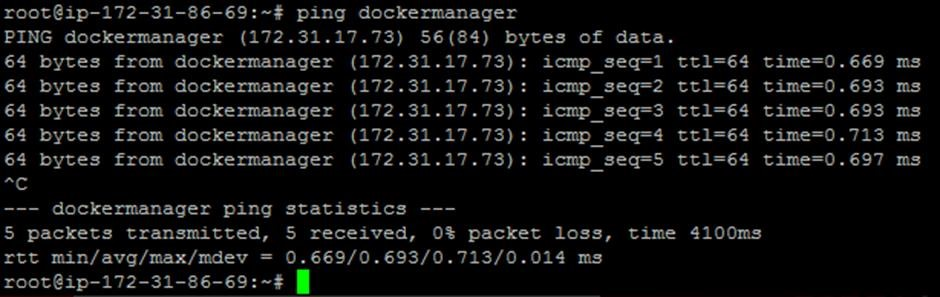 root@ip-172-31-86-69:~# ping dockermanager
PING dockermanager (172.31.17.73) 56(84) bytes of data.
64 bytes from dockermanager (172.31.17.73): icmp_seq=1 ttl=64 time=0.669 ms
64 bytes from dockermanager (172.31.17.73): icmp_seq=2 ttl=64 time=0.693 ms
64 bytes from dockermanager (172.31.17.73): icmp_seq=3 ttl=64 time=0.693 ms
64 bytes from dockermanager (172.31.17.73): icmp_seq=4 ttl=64 time=0.713 ms
64 bytes from dockermanager (172.31.17.73): icmp_seq=5 ttl=64 time=0.697 ms
^C
--- dockermanager ping statistics ---
5 packets transmitted, 5 received, 0% packet loss, time 4100ms
rtt min/avg/max/mdev = 0.669/0.693/0.713/0.014 ms
root@ip-172-31-86-69:~#